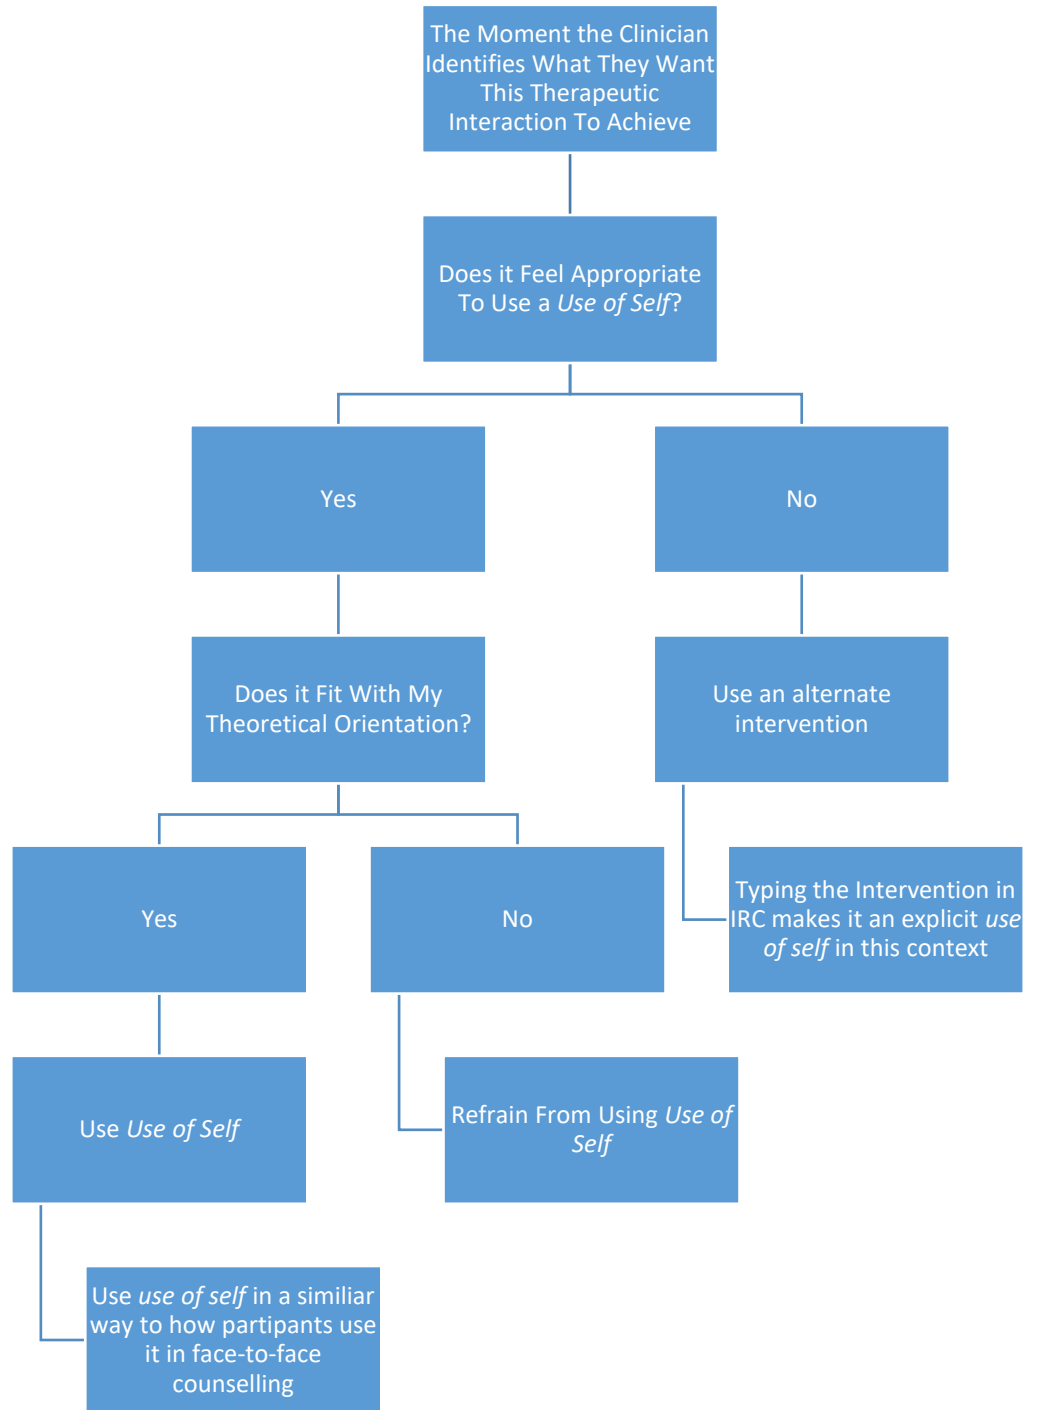 The Moment the Clinician
Identifies What They Want
This Therapeutic
Interaction To Achieve
Does it Feel Appropriate
To Use a Use of Self?
Yes
No
Does it Fit With My
Theoretical Orientation?
Use an alternate
intervention
Yes
No
Typing the Intervention in
IRC makes it an explicit use
of self in this context
Use Use of Self
Refrain From Using Use of
Self
Use use of self in a similiar
way to how partipants use
it in face-to-face
counselling